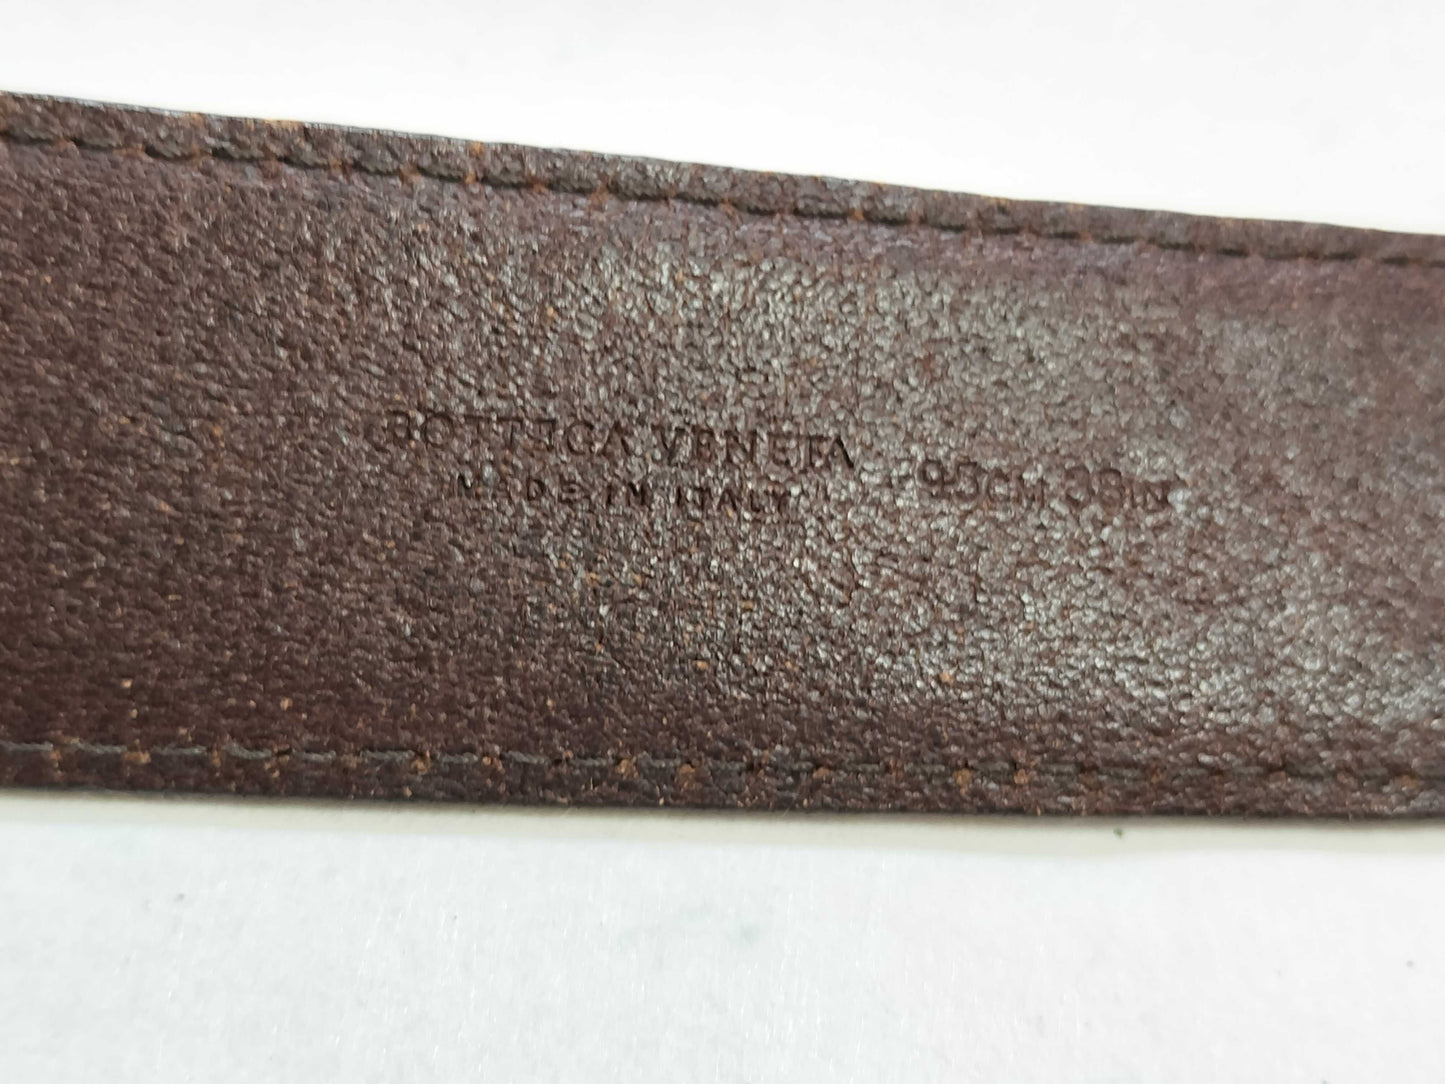 BOTTEGA VENETA
MADE IN ITALY
95CM 38IN